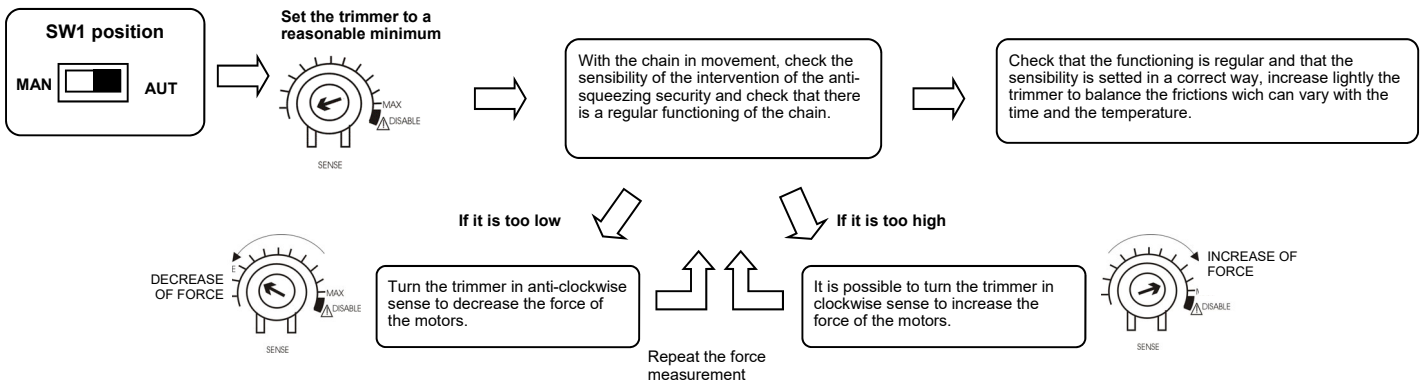 SW1 position
MAN
AUT
Set the trimmer to a
reasonable minimum
MAX
DISABLE
SENSE
With the chain in movement, check the
sensibility of the intervention of the anti-
squeezing security and check that there
is a regular functioning of the chain.
Check that the functioning is regular and that the
sensibility is setted in a correct way, increase lightly the
trimmer to balance the frictions wich can vary with the
time and the temperature.
If it is too low
If it is too high
DECREASE
OF FORCE
E
MAX
DISABLE
SENSE
Turn the trimmer in anti-clockwise
sense to decrease the force of
the motors.
It is possible to turn the trimmer in
clockwise sense to increase the
force of the motors.
INCREASE OF
FORCE
DISABLE
SENSE
Repeat the force
measurement